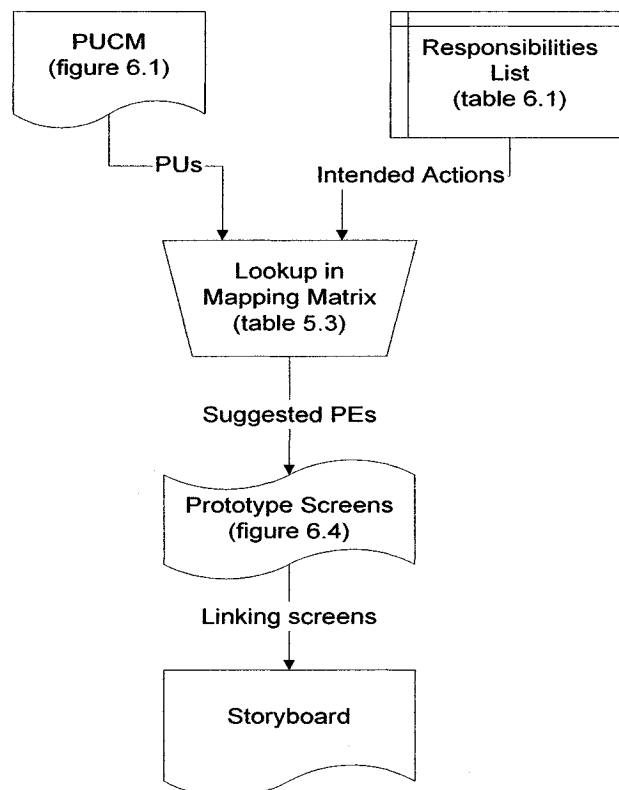 PUCM
(figure 6.1)
Responsibilities
List
(table 6.1)
PUs
Intended Actions
Lookup in
Mapping Matrix
(table 5.3)
Suggested PEs
Prototype Screens
(figure 6.4)
Linking screens
Storyboard